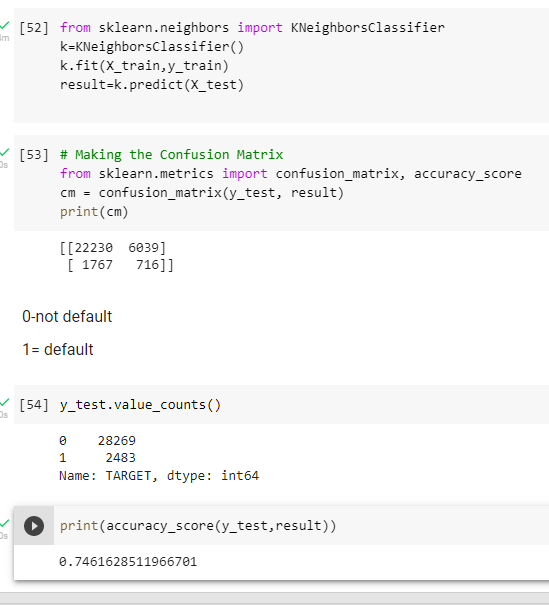 [52] from sklearn.neighbors import KNeighborsClassifier
k=KNeighborsClassifier()
k.fit(X_train,y_train)
result=k.predict(X_test)
[53] # Making the Confusion Matrix
from sklearn.metrics import confusion_matrix, accuracy_score
cm = confusion_matrix(y_test, result)
print(cm)
[[22230  6039]
 [ 1767   716]]
0-not default
1= default
[54] y_test.value_counts()
0    28269
1     2483
Name: TARGET, dtype: int64
print(accuracy_score(y_test,result))
0.7461628511966701